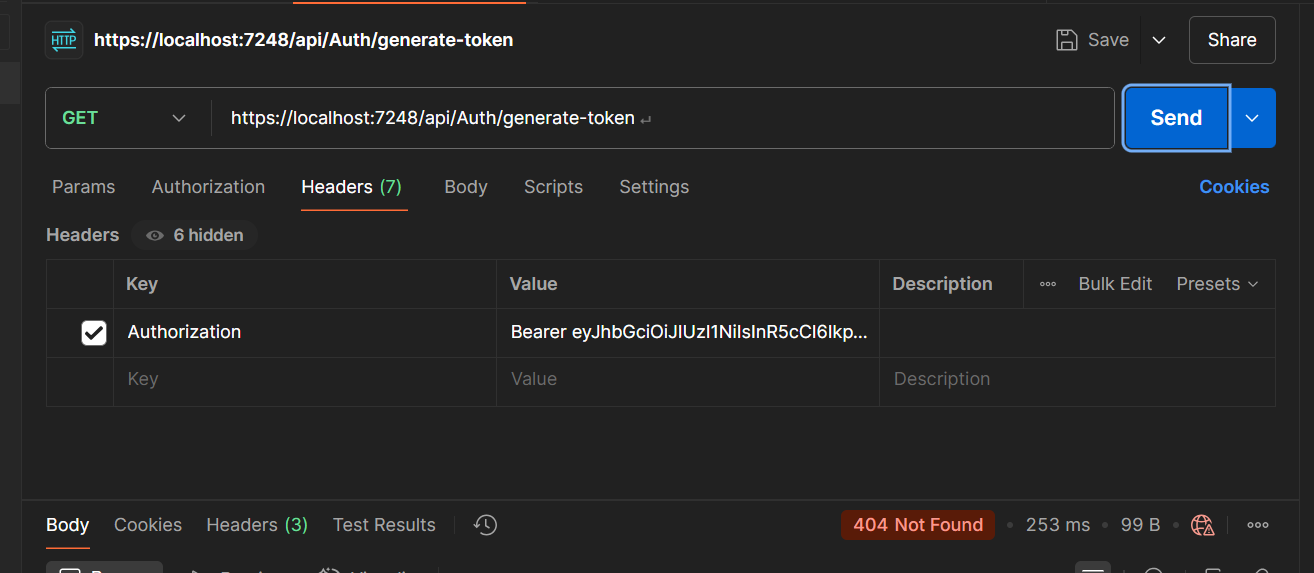 HTTP https://localhost:7248/api/Auth/generate-token Save Share
GET https://localhost:7248/api/Auth/generate-token Send
Params Authorization Headers (7) Body Scripts Settings Cookies
Headers 6 hidden
Key Value Description Bulk Edit Presets
Authorization Bearer eyJhbGciOiJIUzI1NiIsInR5cCI6Ikp...
Key Value Description
Body Cookies Headers (3) Test Results 404 Not Found 253 ms 99 B